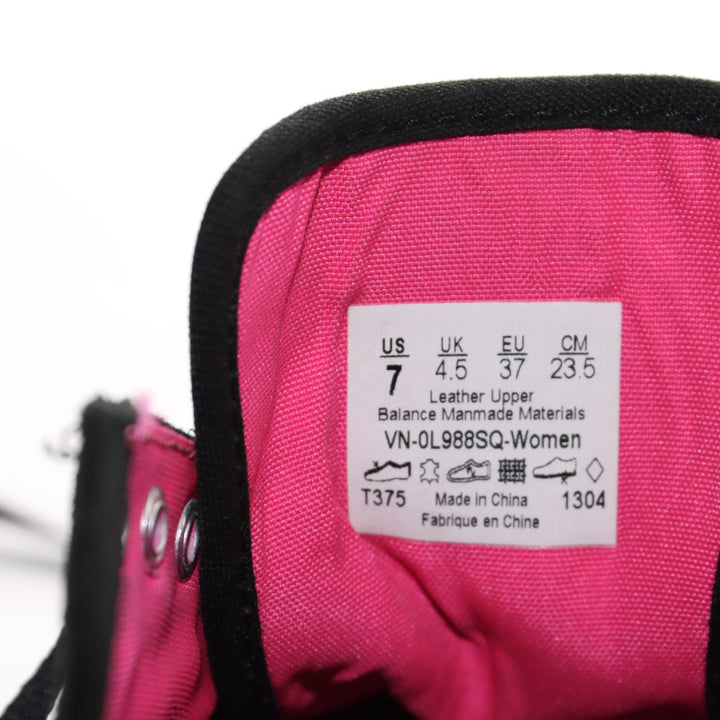 US UK EU CM
7 4.5 37 23.5
Leather Upper
Balance Manmade Materials
VN-0L988SQ-Women
T375 Made in China 1304
Fabrique en Chine